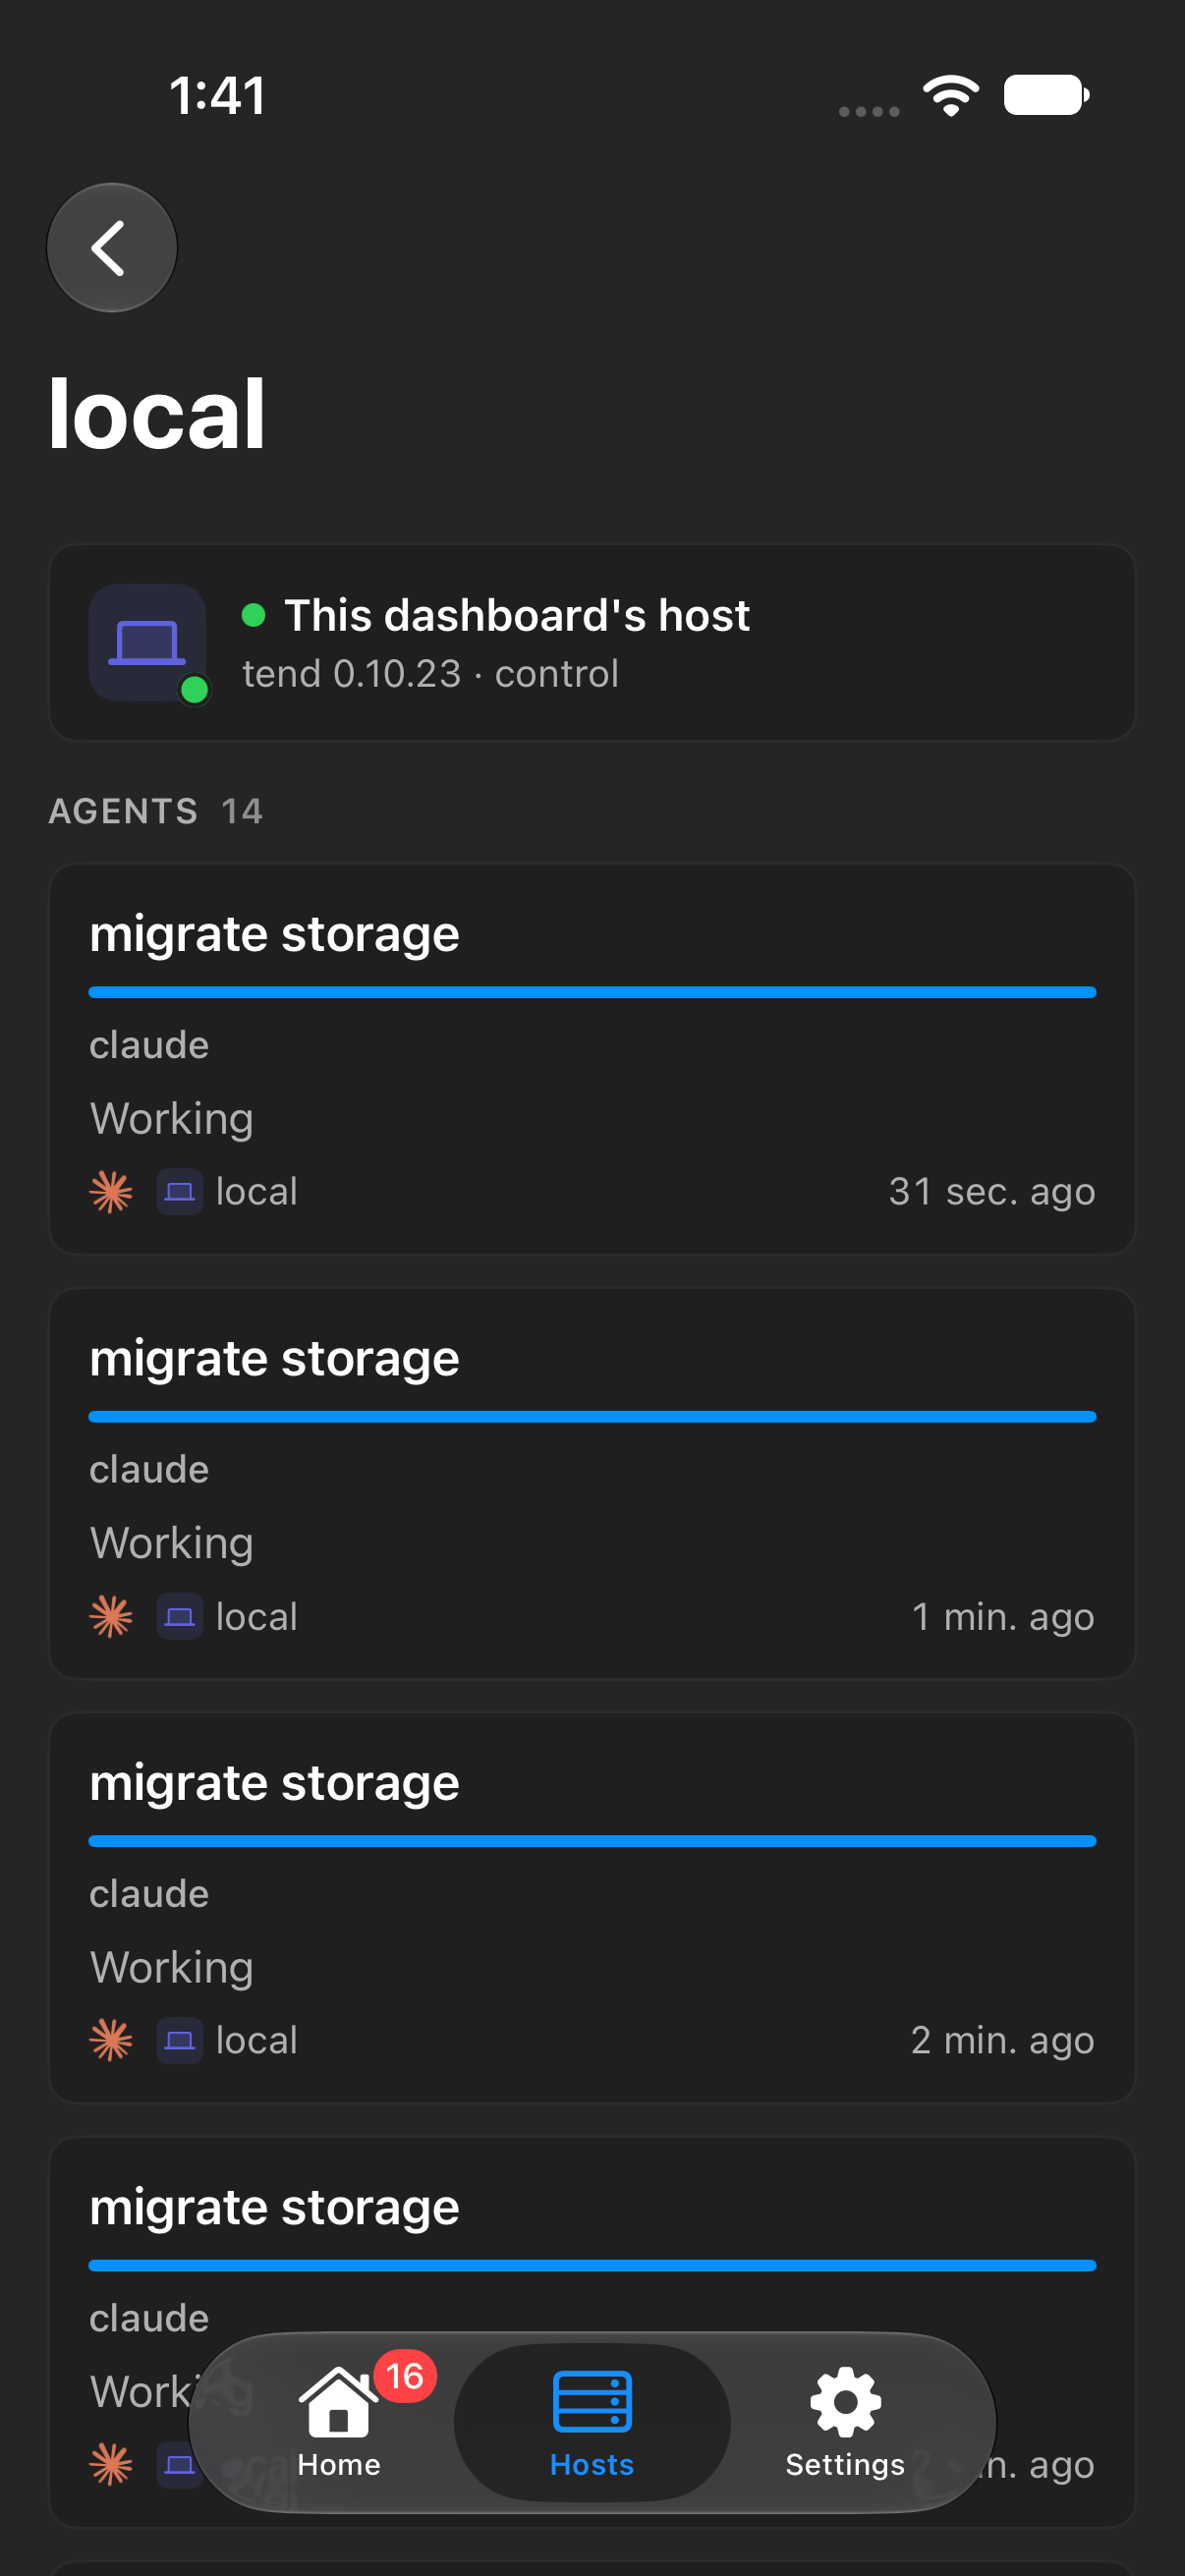 1:41
local
This dashboard's host
tend 0.10.23 · control
AGENTS 14
migrate storage
claude
Working
local 31 sec. ago
migrate storage
claude
Working
local 1 min. ago
migrate storage
claude
Working
local 2 min. ago
migrate storage
claude
ago
16
Home Hosts Settings